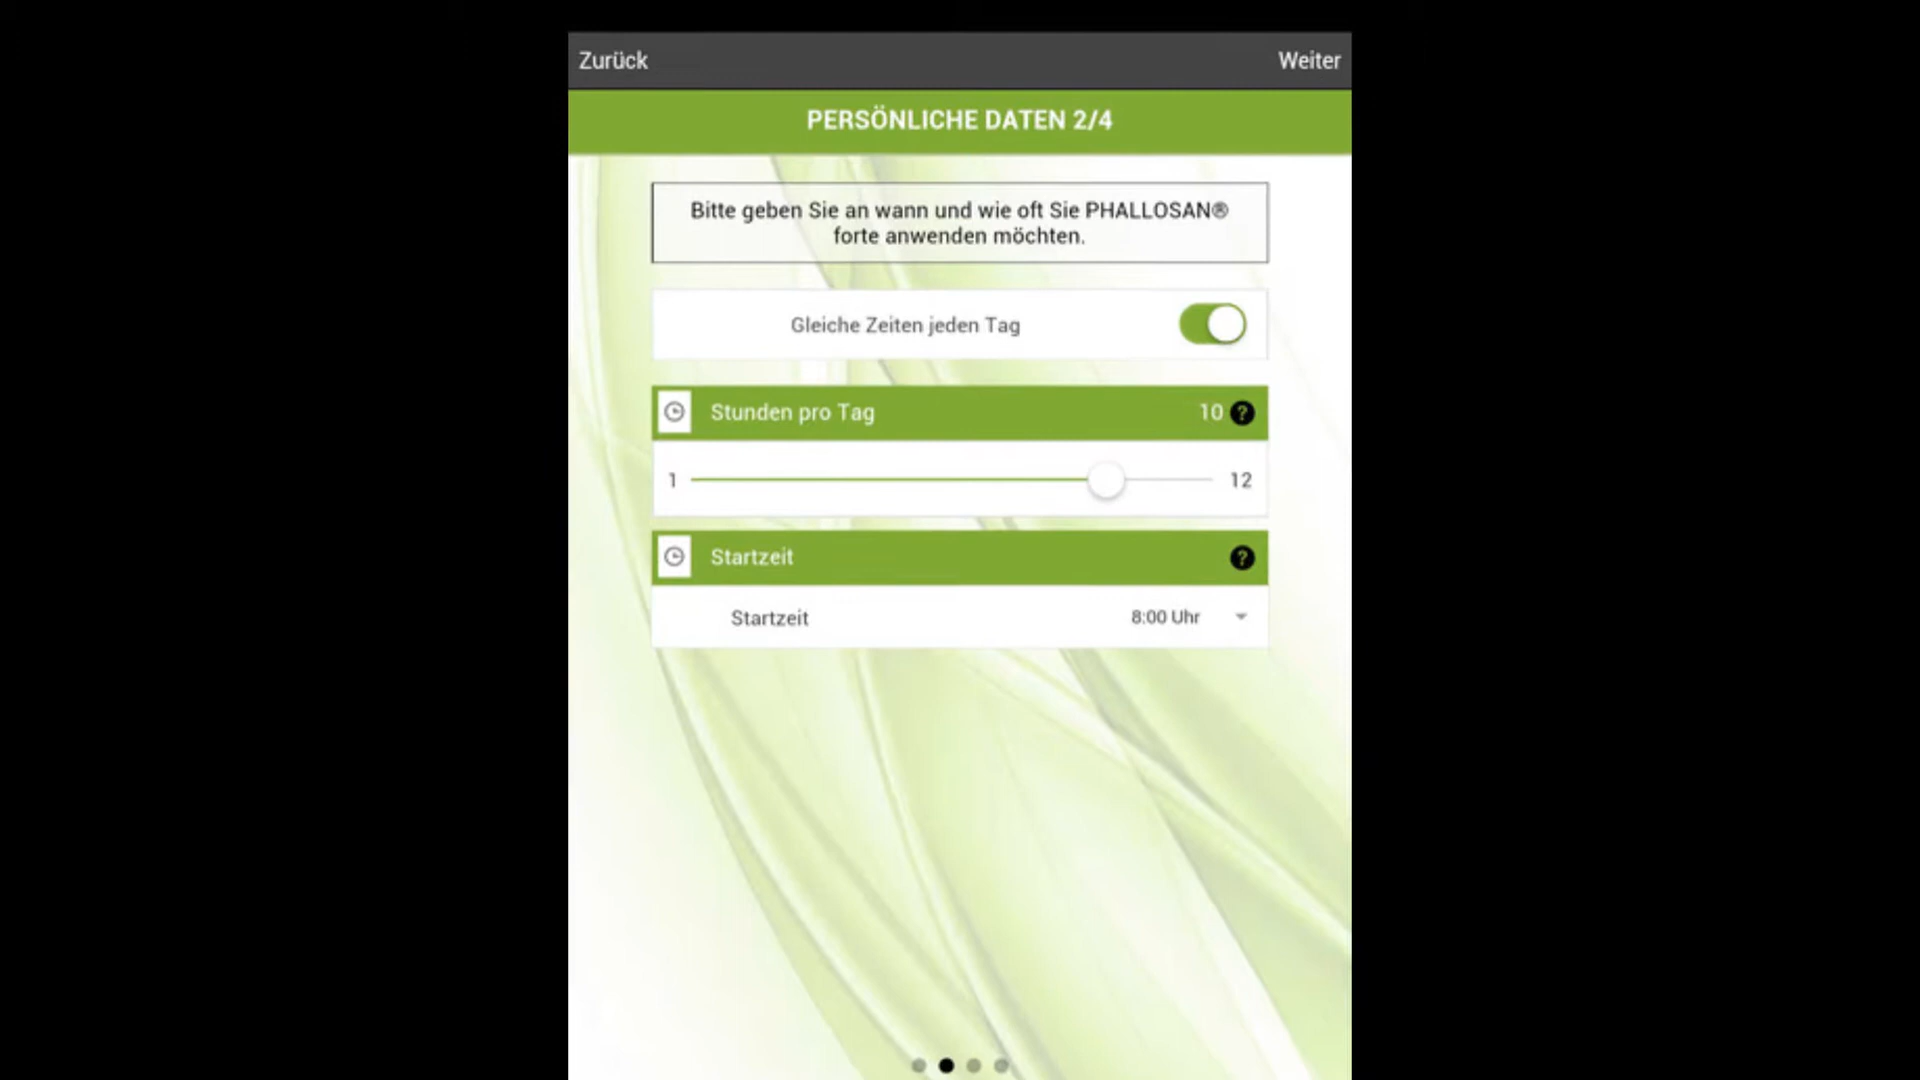 Zurück
Weiter
PERSÖNLICHE DATEN 2/4
Bitte geben Sie an wann und wie oft Sie PHALLOSAN®
forte anwenden möchten.
Gleiche Zeiten jeden Tag
Stunden pro Tag 10 ?
1 12
Startzeit ?
Startzeit 8:00 Uhr